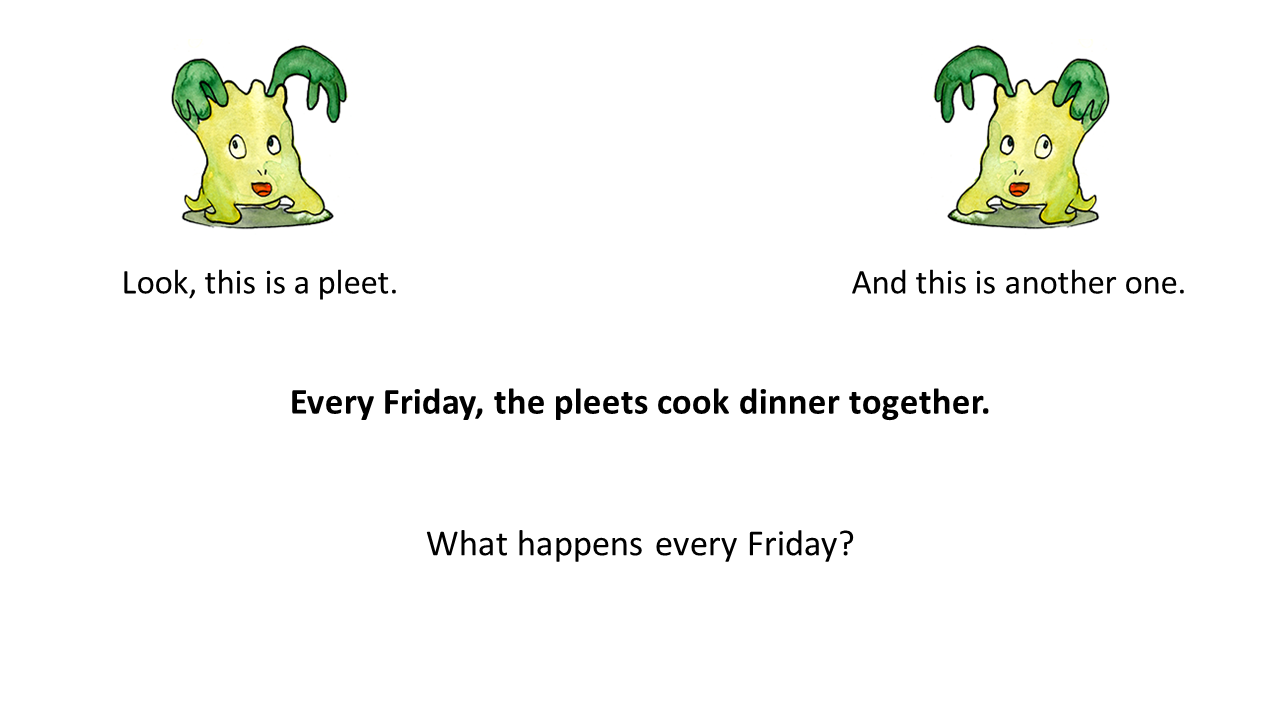 Look, this is a pleet.
And this is another one.
Every Friday, the pleets cook dinner together.
What happens every Friday?